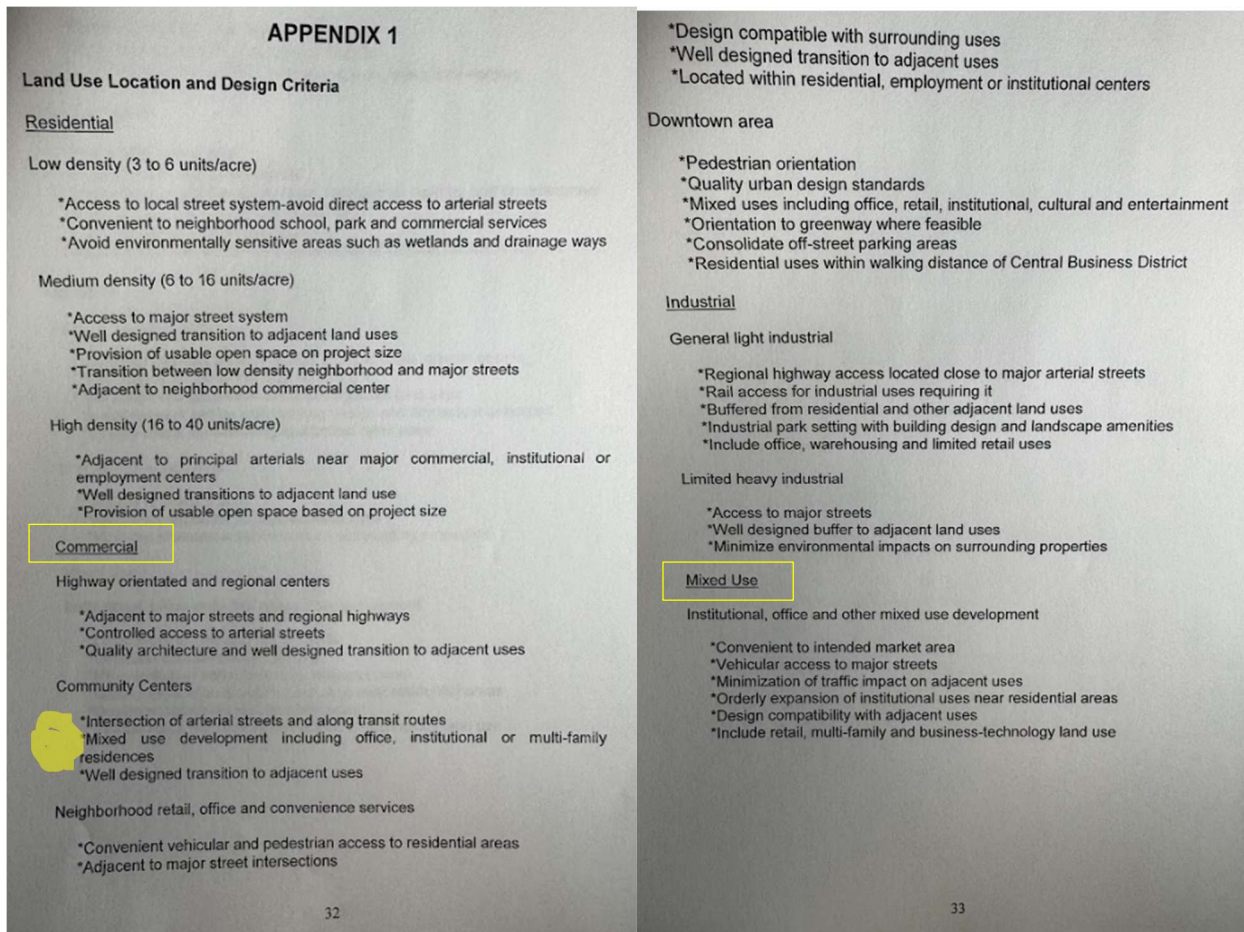 APPENDIX 1
Land Use Location and Design Criteria
Residential
Low density (3 to 6 units/acre)
*Access to local street system-avoid direct access to arterial streets
*Convenient to neighborhood school, park and commercial services
*Avoid environmentally sensitive areas such as wetlands and drainage ways
Medium density (6 to 16 units/acre)
*Access to major street system
*Well designed transition to adjacent land uses
*Provision of usable open space on project size
*Transition between low density neighborhood and major streets
*Adjacent to neighborhood commercial center
High density (16 to 40 units/acre)
*Adjacent to principal arterials near major commercial, institutional or
employment centers
*Well designed transitions to adjacent land use
*Provision of usable open space based on project size
Commercial
Highway orientated and regional centers
*Adjacent to major streets and regional highways
*Controlled access to arterial streets
*Quality architecture and well designed transition to adjacent uses
Community Centers
*Intersection of arterial streets and along transit routes
*Mixed use development including office, institutional or multi-family
residences
*Well designed transition to adjacent uses
Neighborhood retail, office and convenience services
*Convenient vehicular and pedestrian access to residential areas
*Adjacent to major street intersections
32
*Design compatible with surrounding uses
*Well designed transition to adjacent uses
*Located within residential, employment or institutional centers
Downtown area
*Pedestrian orientation
*Quality urban design standards
*Mixed uses including office, retail, institutional, cultural and entertainment
*Orientation to greenway where feasible
*Consolidate off-street parking areas
*Residential uses within walking distance of Central Business District
Industrial
General light industrial
*Regional highway access located close to major arterial streets
*Rail access for industrial uses requiring it
*Buffered from residential and other adjacent land uses
*Industrial park setting with building design and landscape amenities
*Include office, warehousing and limited retail uses
Limited heavy industrial
*Access to major streets
*Well designed buffer to adjacent land uses
*Minimize environmental impacts on surrounding properties
Mixed Use
Institutional, office and other mixed use development
*Convenient to intended market area
*Vehicular access to major streets
*Minimization of traffic impact on adjacent uses
*Orderly expansion of institutional uses near residential areas
*Design compatibility with adjacent uses
*Include retail, multi-family and business-technology land use
33